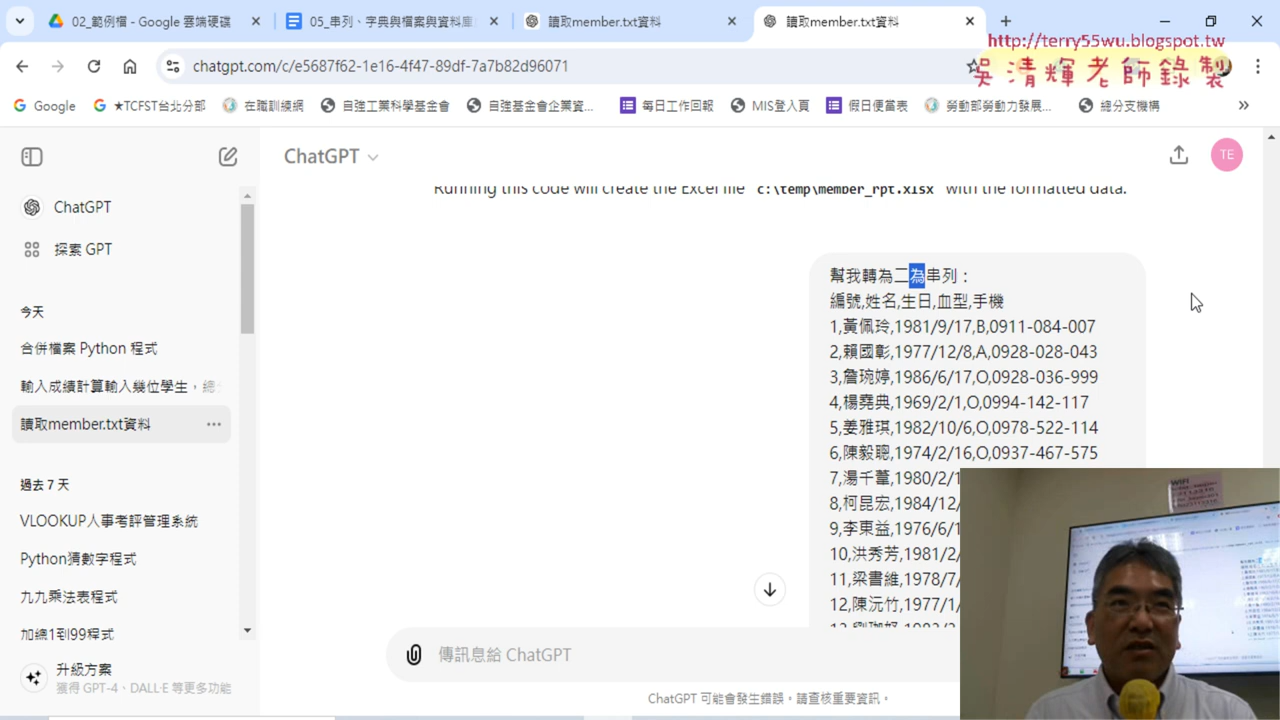 02_範例檔 - Google 雲端硬碟
05_串列、字典與檔案與資料庫
讀取member.txt資料
讀取member.txt資料
http://terry55wu.blogspot.tw
chatgpt.com/c/e5687f62-1e16-4f47-89df-7a7b82d96071
吳清輝老師錄製
Google
★TCFST台北分部
在職訓練網
自強工業科學基金會
自強基金會企業資...
每日工作回報
MIS登入頁
假日便當表
勞動部勞動力發展...
總分支機構
ChatGPT
TE
Running this code will create the Excel file c:\temp\member_rpt.xlsx with the formatted data.
ChatGPT
探索 GPT
今天
合併檔案 Python 程式
輸入成績計算輸入幾位學生，總
讀取member.txt資料
過去 7 天
VLOOKUP人事考評管理系統
Python猜數字程式
九九乘法表程式
加總1到99程式
升級方案
獲得 GPT-4、DALL·E 等更多功能
幫我轉為二為串列：
編號,姓名,生日,血型,手機
1,黃佩玲,1981/9/17,B,0911-084-007
2,賴國彰,1977/12/8,A,0928-028-043
3,詹琬婷,1986/6/17,O,0928-036-999
4,楊堯典,1969/2/1,O,0994-142-117
5,姜雅琪,1982/10/6,O,0978-522-114
6,陳毅聰,1974/2/16,O,0937-467-575
7,湯千蕙,1980/2/1
8,柯昆宏,1984/12/
9,李東益,1976/6/1
10,洪秀芳,1981/2/
11,梁書維,1978/7/
12,陳沅竹,1977/1/
傳訊息給 ChatGPT
ChatGPT 可能會發生錯誤。請查核重要資訊。
WIFI